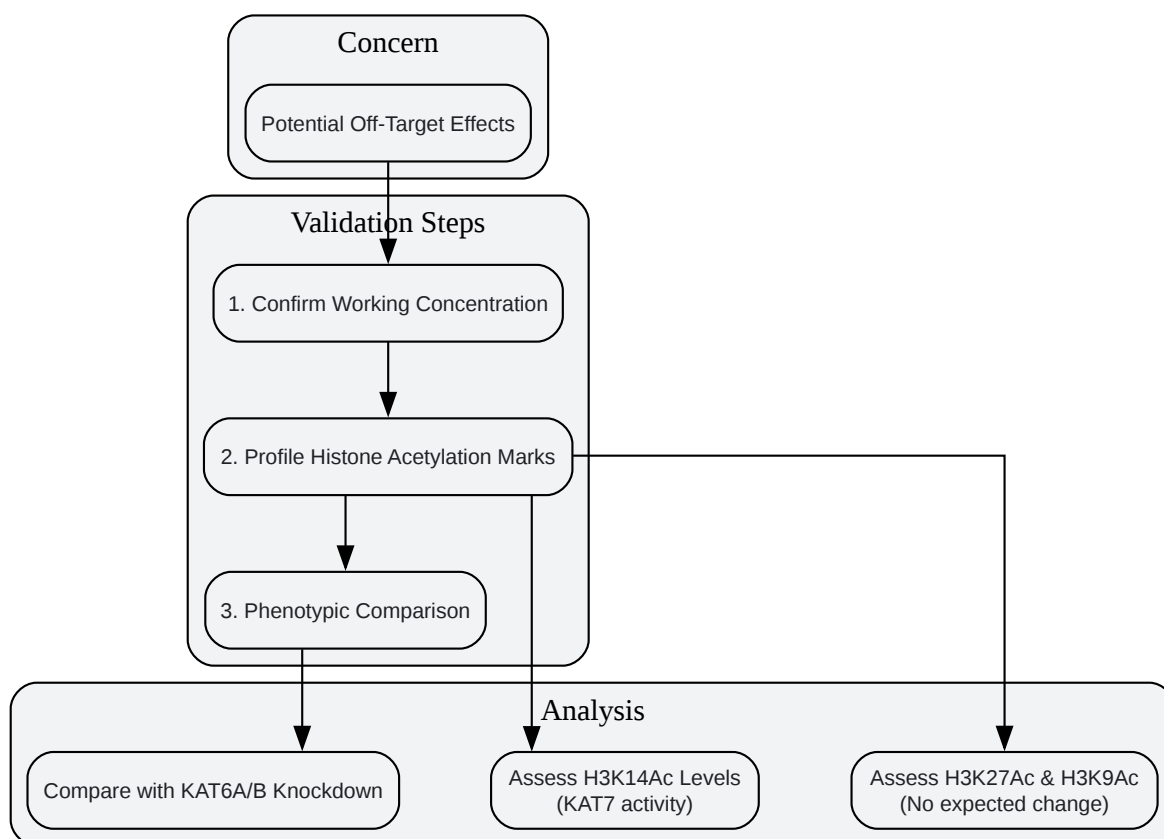 Concern
Potential Off-Target Effects
Validation Steps
1. Confirm Working Concentration
2. Profile Histone Acetylation Marks
3. Phenotypic Comparison
Analysis
Compare with KAT6A/B Knockdown
Assess H3K14Ac Levels
(KAT7 activity)
Assess H3K27Ac & H3K9Ac
(No expected change)